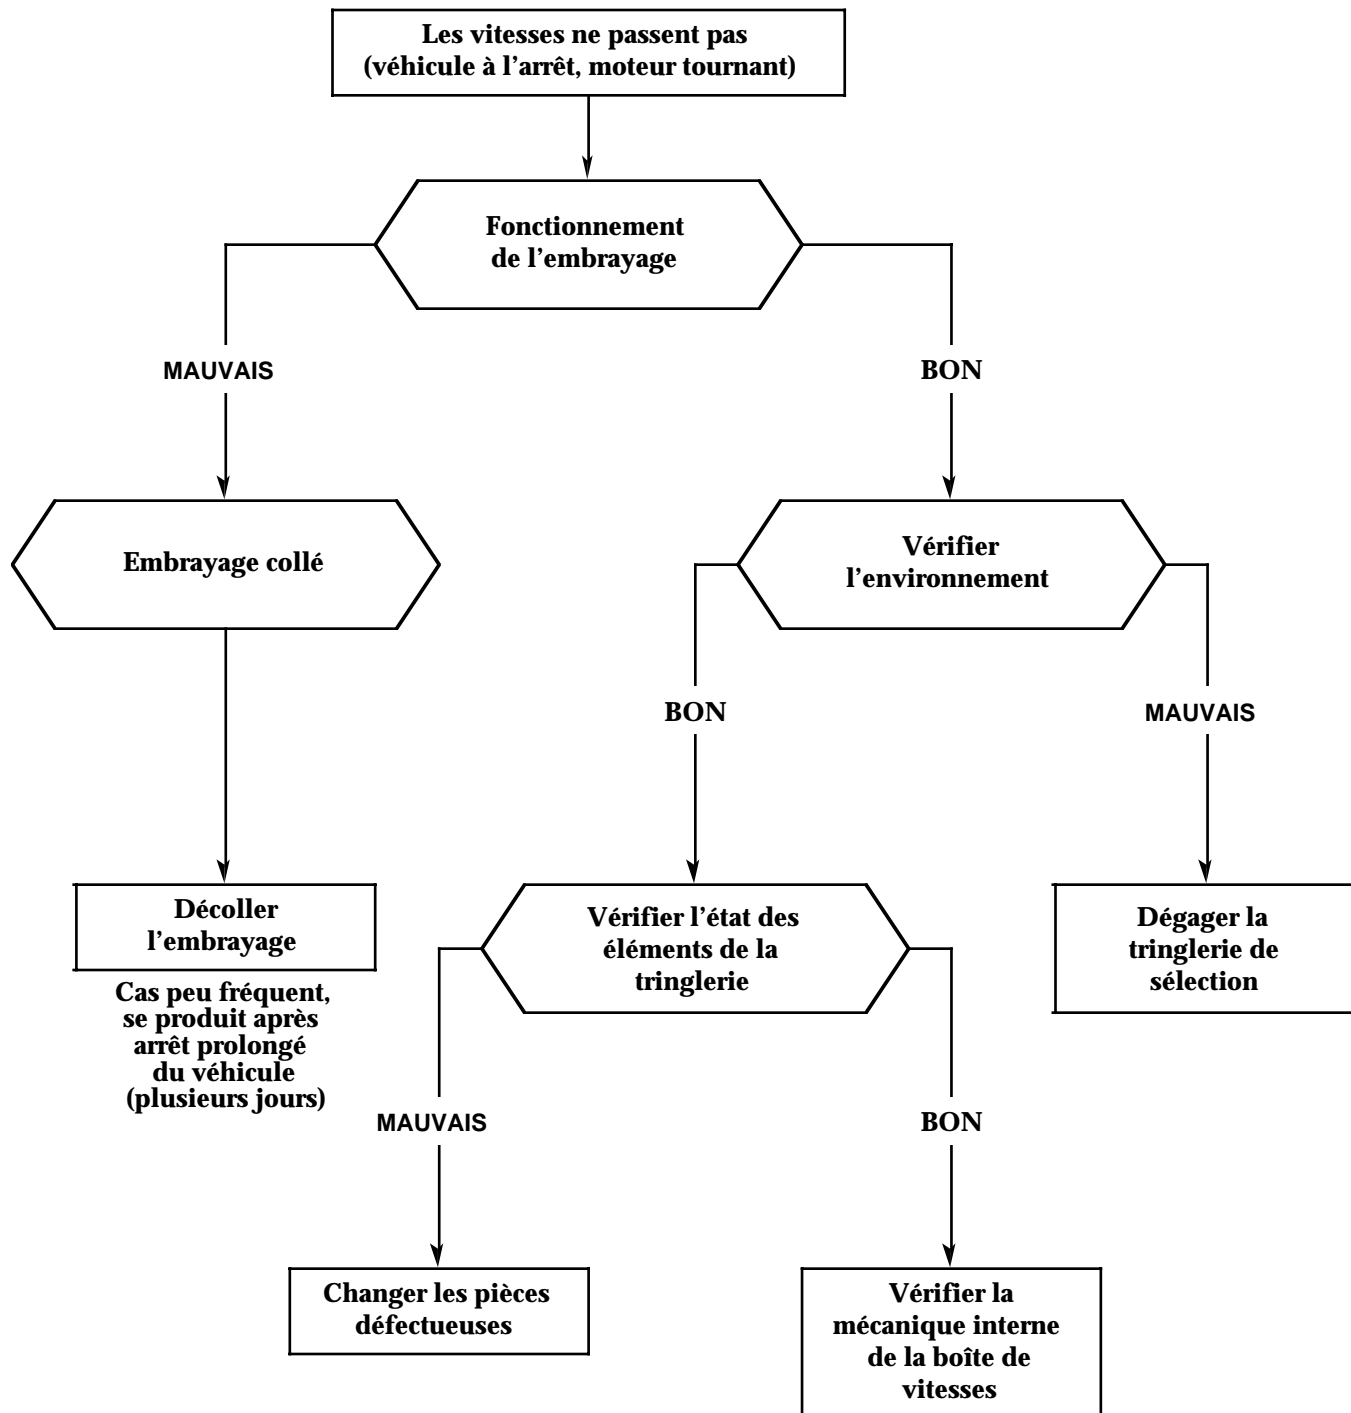 Les vitesses ne passent pas
(véhicule à l'arrêt, moteur tournant)
Fonctionnement
de l'embrayage
MAUVAIS
BON
Embrayage collé
Vérifier
l'environnement
BON
MAUVAIS
Décoller
l'embrayage
Cas peu fréquent,
se produit après
arrêt prolongé
du véhicule
(plusieurs jours)
Vérifier l'état des
éléments de la
tringlerie
Dégager la
tringlerie de
sélection
MAUVAIS
BON
Changer les pièces
défectueuses
Vérifier la
mécanique interne
de la boîte de
vitesses